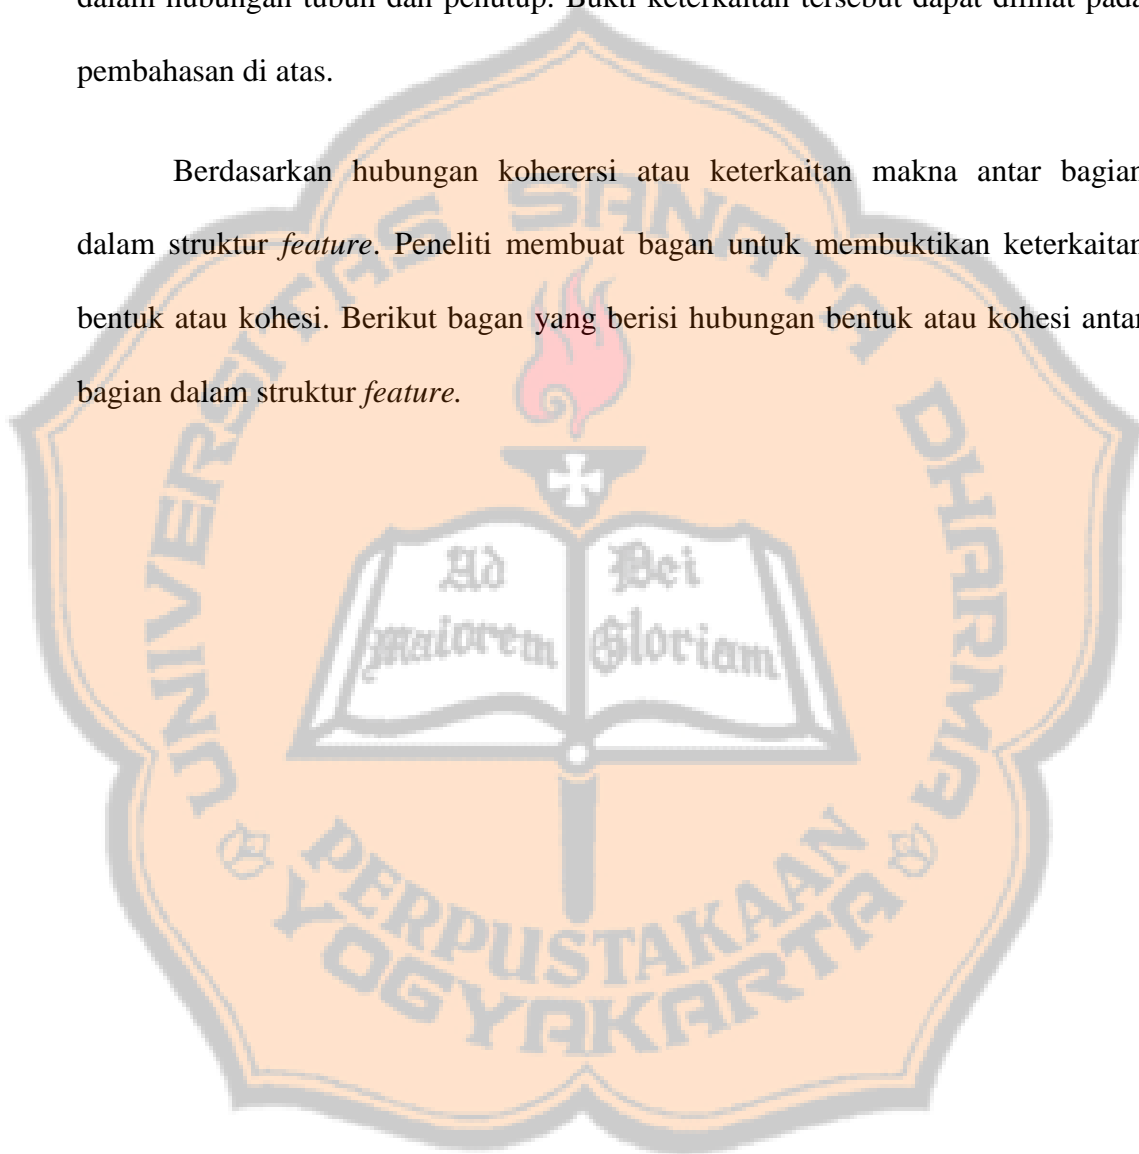 dalam hubungan tubuh dan penutup. Bukti keterkaitan tersebut dapat dilihat pada
pembahasan di atas.
Berdasarkan hubungan koherersi atau keterkaitan makna antar bagian
dalam struktur feature. Peneliti membuat bagan untuk membuktikan keterkaitan
bentuk atau kohesi. Berikut bagan yang berisi hubungan bentuk atau kohesi antar
bagian dalam struktur feature.
UNIVERSITAS SANATA DHARMA
Ad Dei
maiorem Gloriam
PERPUSTAKAAN
YOGYAKARTA